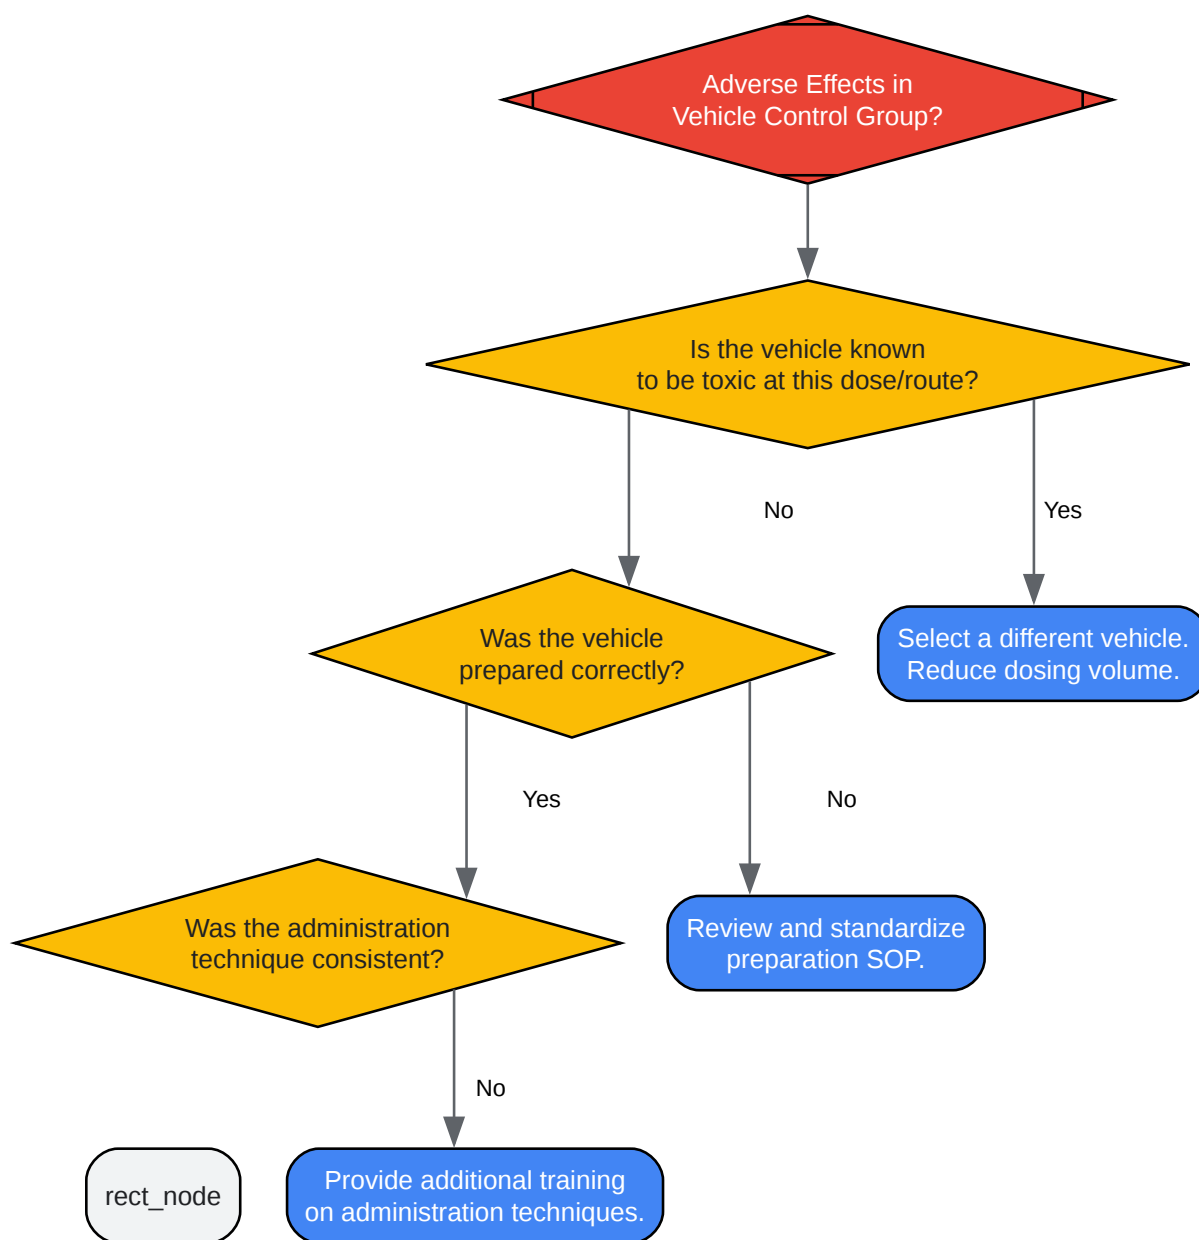 Adverse Effects in
Vehicle Control Group?
Is the vehicle known
to be toxic at this dose/route?
No
Yes
Was the vehicle
prepared correctly?
Select a different vehicle.
Reduce dosing volume.
Yes
No
Was the administration
technique consistent?
Review and standardize
preparation SOP.
No
rect_node
Provide additional training
on administration techniques.